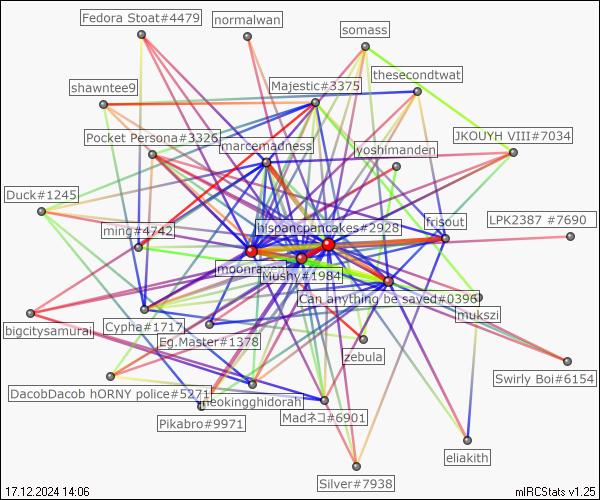 Fedora Stoat#4479
normalwan
somass
thesecondtwat
Majestic#3375
shawntee9
Pocket Persona#3326
marcemadness
yoshimanden
JKOUYH VIII#7034
Duck#1245
ming#4742
hispancpancakes#2928
frisout
LPK2387 #7690
moonraven
Mushy#1984
Can anything be saved#0396
mukszi
bigcitysamurai
Cypha#1717
Eg.Master#1378
zebula
Swirly Boi#6154
DacobDacob hORNY police#5271
neokingghidorah
Madネコ#6901
Pikabro#9971
eliakith
Silver#7938
17.12.2024 14:06
mIRCStats v1.25